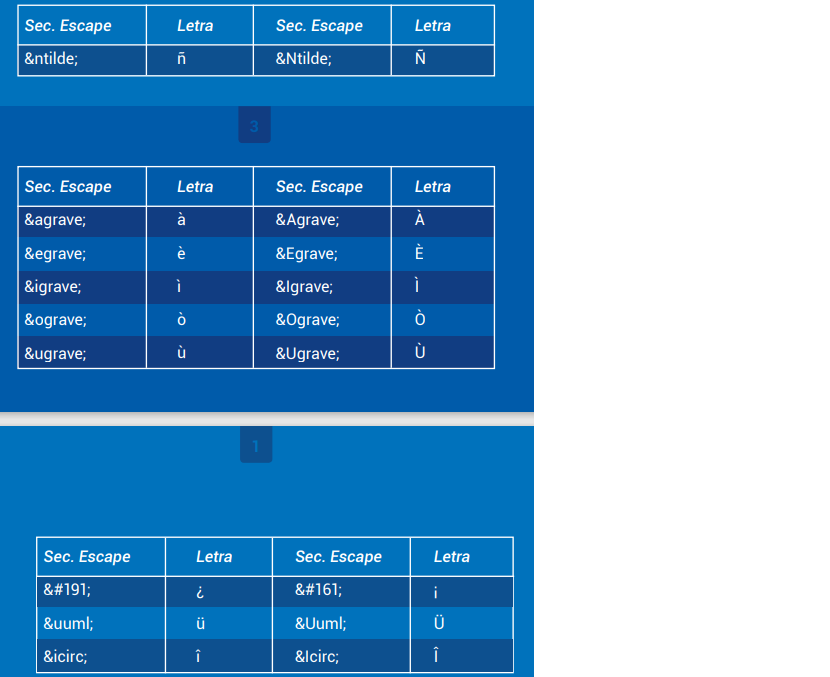 Sec. Escape Letra Sec. Escape Letra
&ntilde; ñ &Ntilde; Ñ
3
Sec. Escape Letra Sec. Escape Letra
&agrave; à &Agrave; À
&egrave; è &Egrave; È
&igrave; ì &Igrave; Ì
&ograve; ò &Ograve; Ò
&ugrave; ù &Ugrave; Ù
1
Sec. Escape Letra Sec. Escape Letra
&#191; ¿ &#161; ¡
&uuml; ü &Uuml; Ü
&icirc; î &Icirc; Î